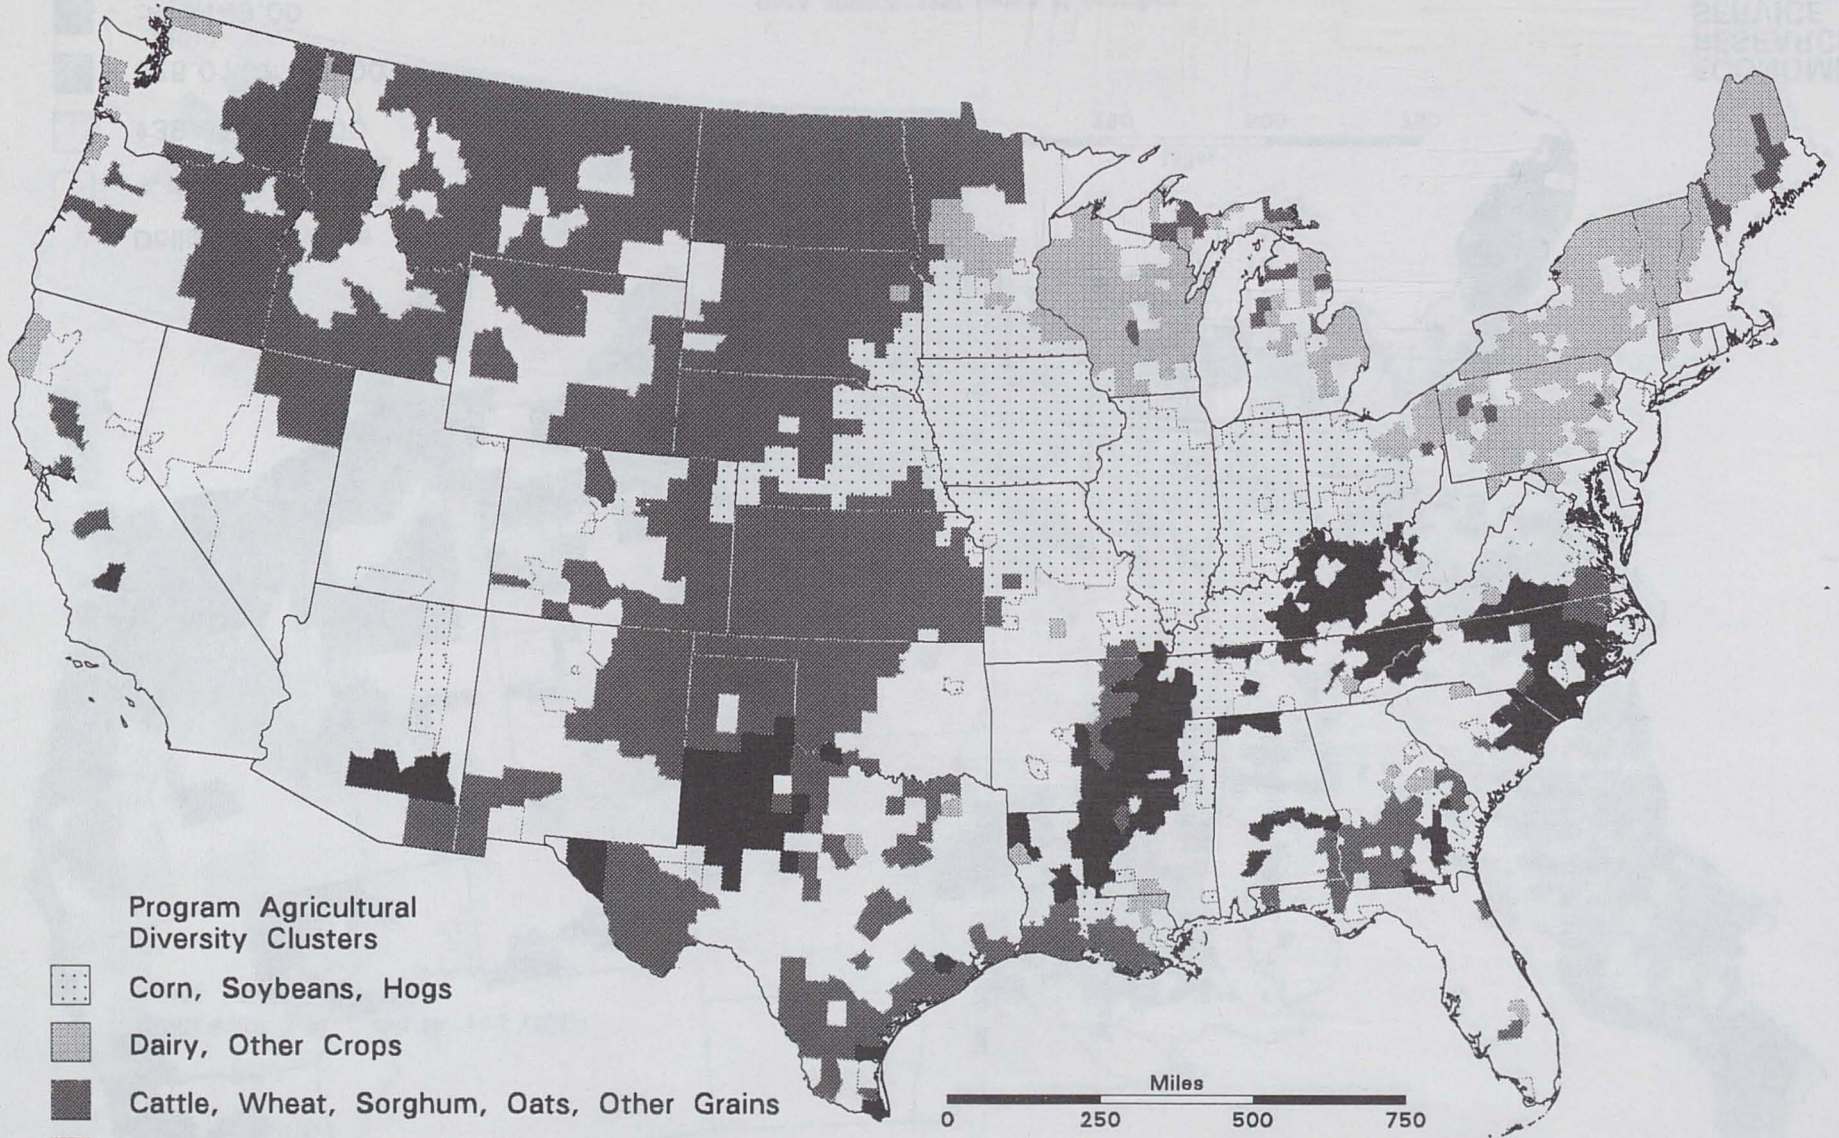 Program Agricultural
Diversity Clusters
Corn, Soybeans, Hogs
Dairy, Other Crops
Cattle, Wheat, Sorghum, Oats, Other Grains
Miles
0 250 500 750